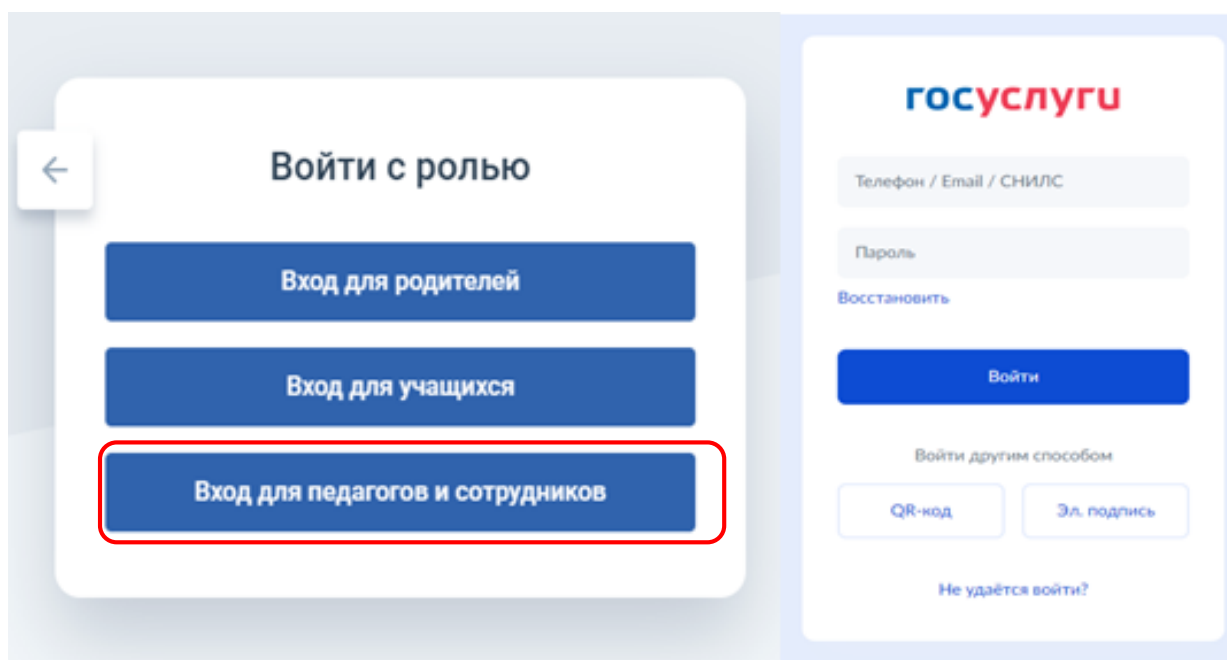 Войти с ролью
Вход для родителей
Вход для учащихся
Вход для педагогов и сотрудников
госуслуги
Телефон / Email / СНИЛС
Пароль
Восстановить
Войти
Войти другим способом
QR-код
Эл. подпись
Не удаётся войти?